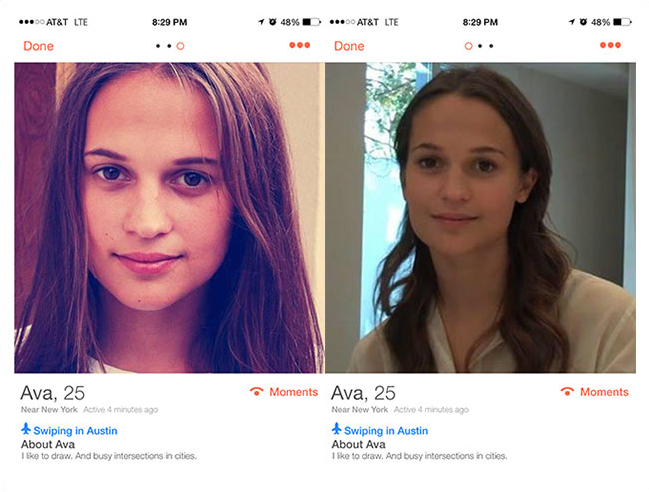 AT&T LTE 8:29 PM 48%
Done
Ava, 25 Moments
Near New York Active 4 minutes ago
Swiping in Austin
About Ava
I like to draw. And busy intersections in cities.
AT&T LTE 8:29 PM 48%
Done
Ava, 25 Moments
Near New York Active 4 minutes ago
Swiping in Austin
About Ava
I like to draw. And busy intersections in cities.